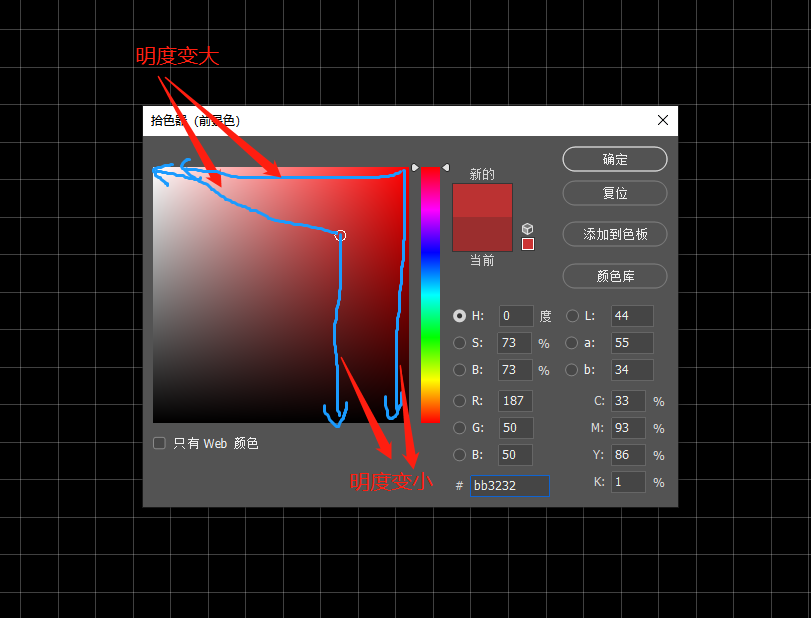 明度变大
拾色器（前景色）
确定
新的
复位
添加到色板
当前
颜色库
H: 0 度 L: 44
S: 73 % a: 55
B: 73 % b: 34
R: 187 C: 33 %
G: 50 M: 93 %
只有 Web 颜色
B: 50 Y: 86 %
明度变小
# bb3232 K: 1 %